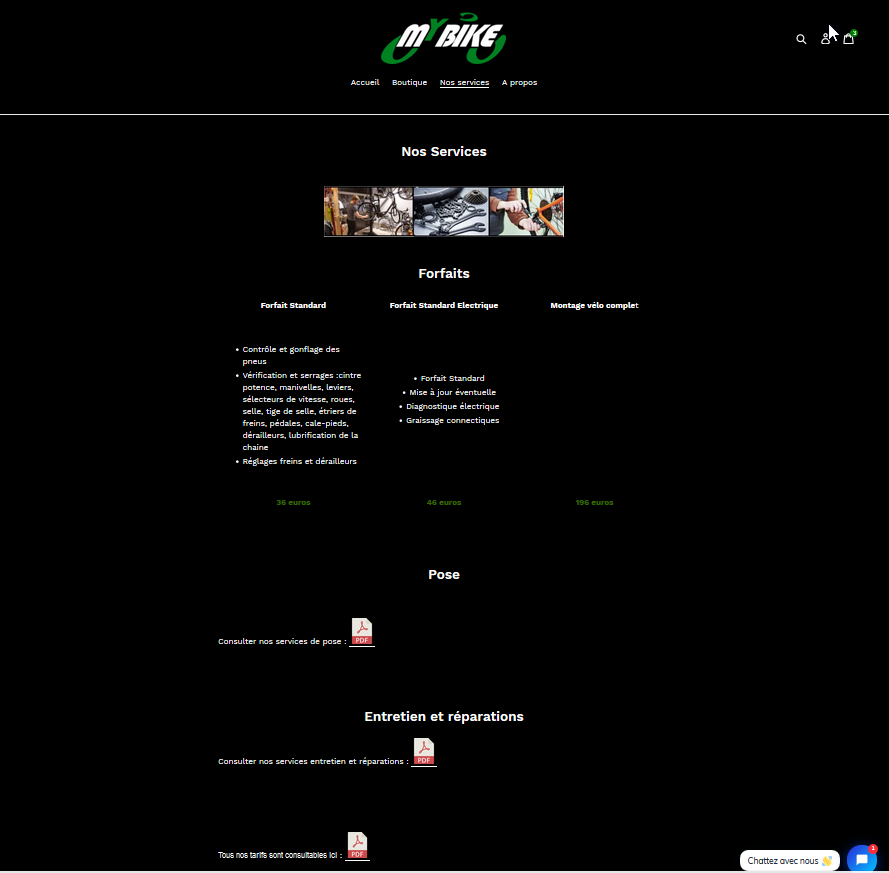 MY BIKE
3
Accueil Boutique Nos services A propos
Nos Services
Forfaits
Forfait Standard Forfait Standard Electrique Montage vélo complet
• Contrôle et gonflage des
pneus
• Vérification et serrages :cintre
potence, manivelles, leviers,
sélecteurs de vitesse, roues,
selle, tige de selle, étriers de
freins, pédales, cale-pieds,
dérailleurs, lubrification de la
chaine
• Réglages freins et dérailleurs
• Forfait Standard
• Mise à jour éventuelle
• Diagnostique électrique
• Graissage connectiques
36 euros 46 euros 196 euros
Pose
Consulter nos services de pose : PDF
Entretien et réparations
Consulter nos services entretien et réparations : PDF
Tous nos tarifs sont consultables ici : PDF
Chattez avec nous 👋
1